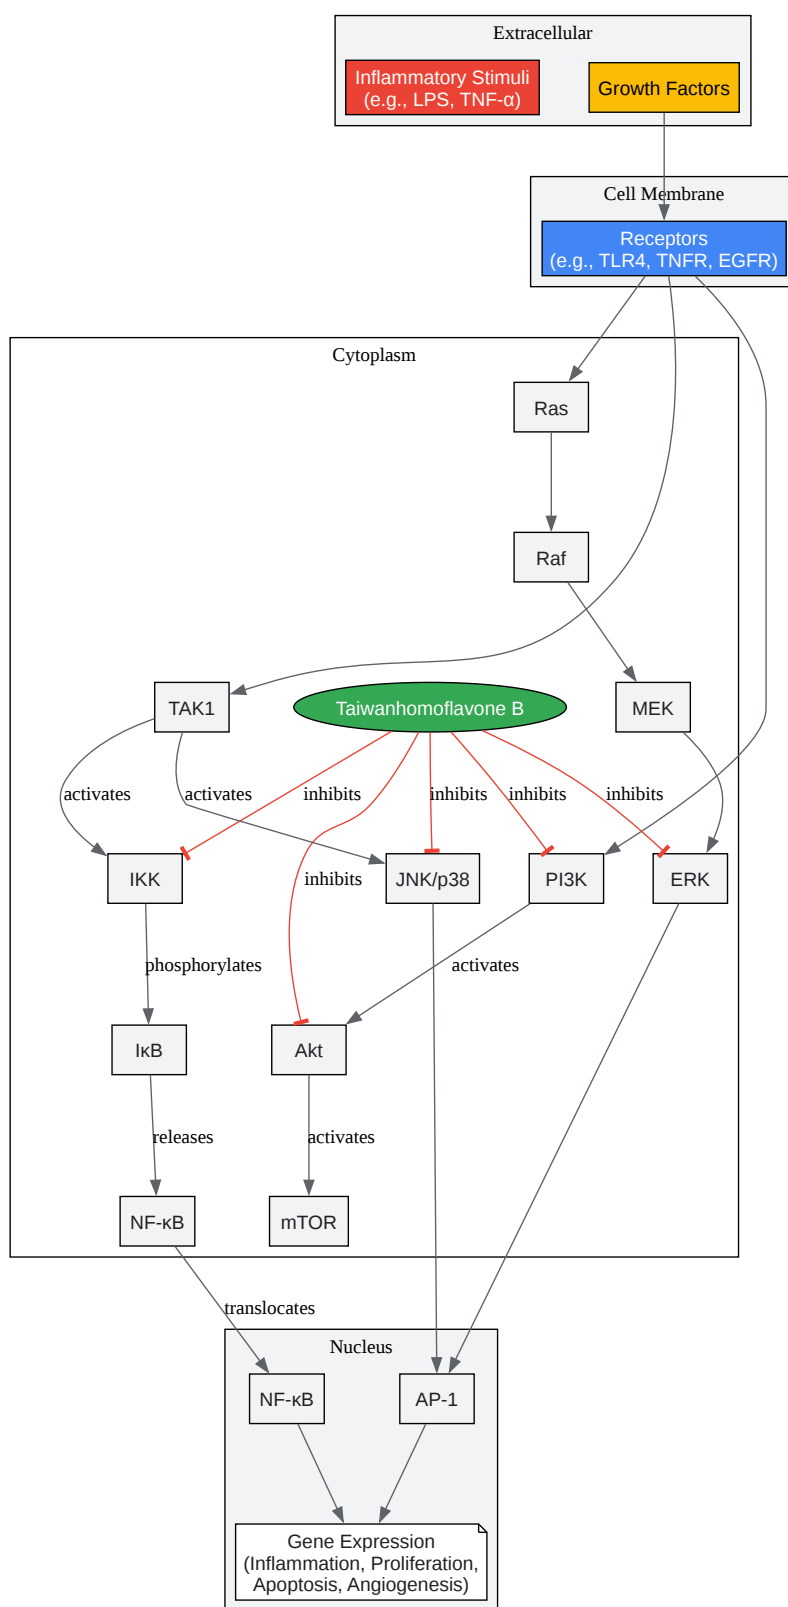 Extracellular
Inflammatory Stimuli
(e.g., LPS, TNF-α)
Growth Factors
Cell Membrane
Receptors
(e.g., TLR4, TNFR, EGFR)
Cytoplasm
Ras
Raf
TAK1
Taiwanhomoflavone B
MEK
activates
activates
inhibits
inhibits
inhibits
inhibits
IKK
inhibits
JNK/p38
PI3K
ERK
phosphorylates
activates
IκB
Akt
releases
activates
NF-κB
mTOR
translocates
Nucleus
NF-κB
AP-1
Gene Expression
(Inflammation, Proliferation,
Apoptosis, Angiogenesis)